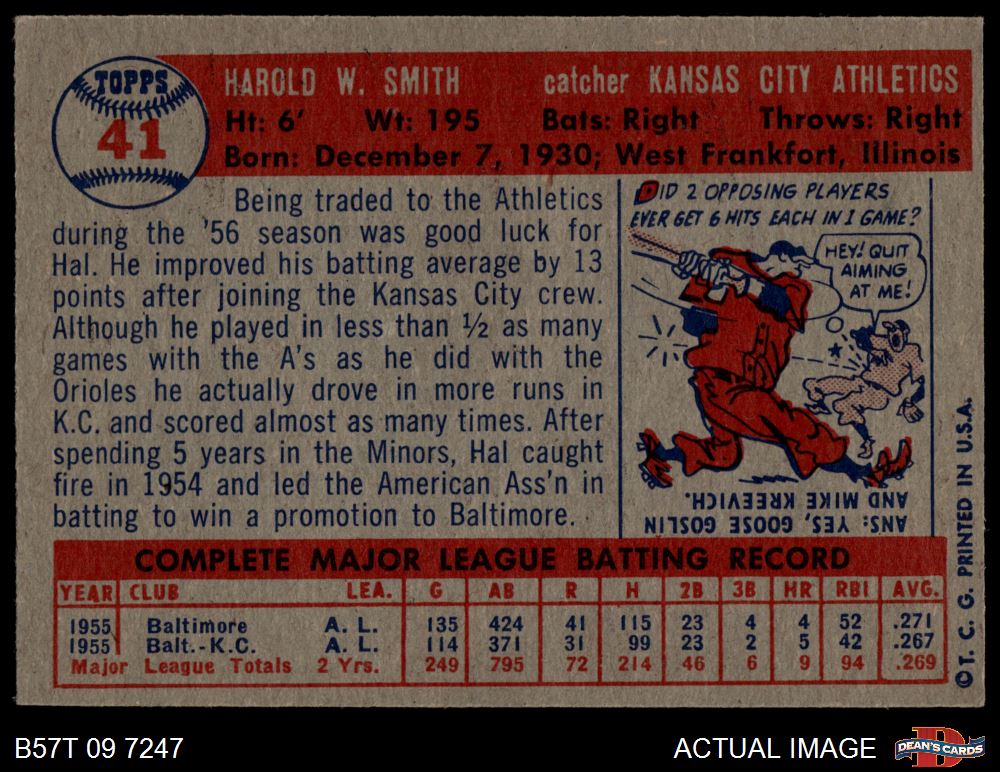 TOPPS
41
HAROLD W. SMITH catcher KANSAS CITY ATHLETICS
Ht: 6' Wt: 195 Bats: Right Throws: Right
Born: December 7, 1930; West Frankfort, Illinois
Being traded to the Athletics
during the '56 season was good luck for
Hal. He improved his batting average by 13
points after joining the Kansas City crew.
Although he played in less than ½ as many
games with the A's as he did with the
Orioles he actually drove in more runs in
K.C. and scored almost as many times. After
spending 5 years in the Minors, Hal caught
fire in 1954 and led the American Ass'n in
batting to win a promotion to Baltimore.
DID 2 OPPOSING PLAYERS
EVER GET 6 HITS EACH IN 1 GAME?
HEY! QUIT
AIMING
AT ME!
ANS: YES, GOOSE GOSLIN
AND MIKE KREEVICH.
COMPLETE MAJOR LEAGUE BATTING RECORD
YEAR CLUB LEA. G AB R H 2B 3B HR RBI AVG.
1955 Baltimore A. L. 135 424 41 115 23 4 4 52 .271
1955 Balt.-K.C. A. L. 114 371 31 99 23 2 5 42 .267
Major League Totals 2 Yrs. 249 795 72 214 46 6 9 94 .269
© T. C. G. PRINTED IN U.S.A.
B57T 09 7247
ACTUAL IMAGE
DEAN'S CARDS